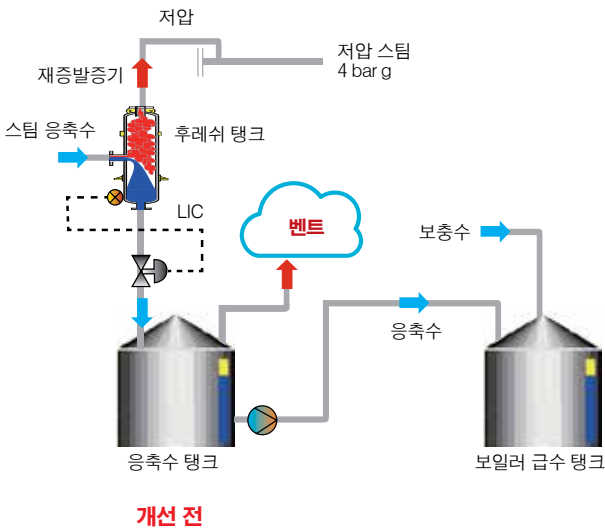 저압
저압 스팀
4 bar g
재증발증기
스팀 응축수
후레쉬 탱크
LIC
벤트
보충수
응축수
응축수 탱크
보일러 급수 탱크
개선 전